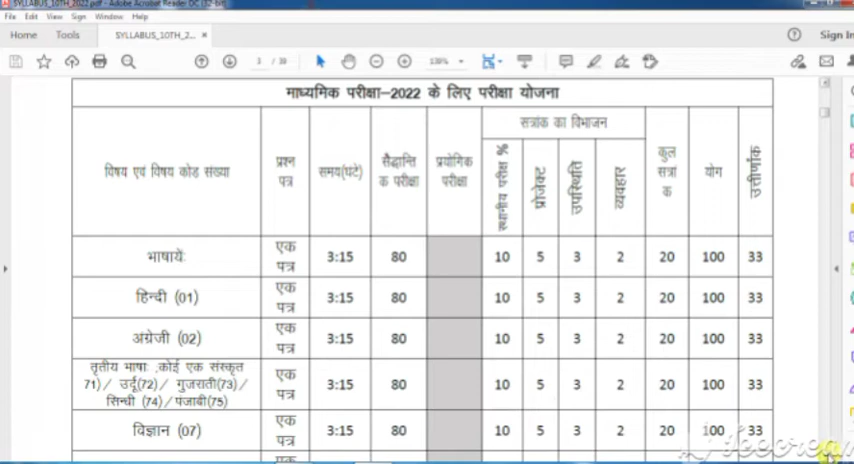 SYLLABUS_10TH_2022.pdf - Adobe Acrobat Reader DC (32-bit)
File Edit View Sign Window Help
Home Tools SYLLABUS_10TH_2... × Sign In
3 / 39 139%
माध्यमिक परीक्षा–2022 के लिए परीक्षा योजना
विषय एवं विषय कोड संख्या
प्रश्न
पत्र
समय(घंटे)
सैद्धान्ति
क परीक्षा
प्रयोगिक
परीक्षा
सत्रांक का विभाजन
स्थानीय परीक्षा %
प्रोजेक्ट
उपस्थिति
व्यवहार
कुल
सत्रां
क
योग
उत्तीर्णांक
भाषायें: एक पत्र 3:15 80 10 5 3 2 20 100 33
हिन्दी (01) एक पत्र 3:15 80 10 5 3 2 20 100 33
अंग्रेजी (02) एक पत्र 3:15 80 10 5 3 2 20 100 33
तृतीय भाषा: ,कोई एक संस्कृत
71)/ उर्दू(72)/ गुजराती(73)/
सिन्धी (74)/पंजाबी(75)
एक पत्र 3:15 80 10 5 3 2 20 100 33
विज्ञान (07) एक पत्र 3:15 80 10 5 3 2 20 100 33
एक